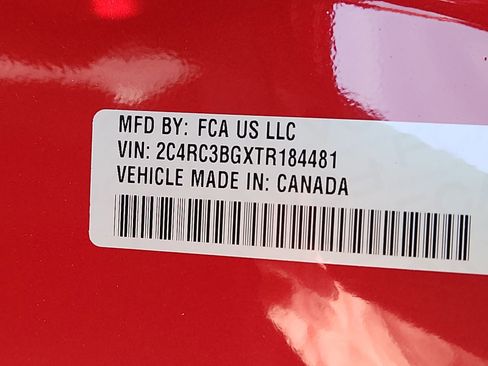 MFD BY: FCA US LLC
VIN: 2C4RC3BGXTR184481
VEHICLE MADE IN: CANADA